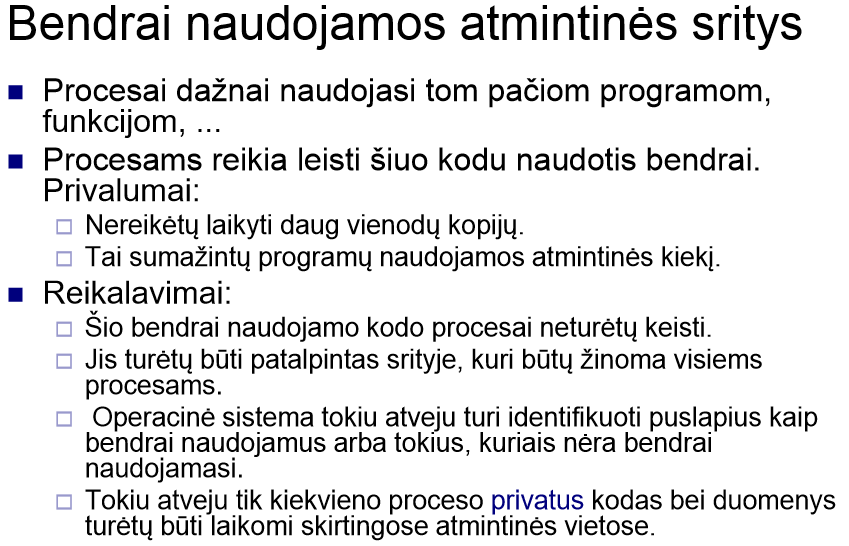 Bendrai naudojamos atmintinės sritys
Procesai dažnai naudojasi tom pačiom programom,
funkcijom, ...
Procesams reikia leisti šiuo kodu naudotis bendrai.
Privalumai:
Nereikėtų laikyti daug vienodų kopijų.
Tai sumažintų programų naudojamos atmintinės kiekį.
Reikalavimai:
Šio bendrai naudojamo kodo procesai neturėtų keisti.
Jis turėtų būti patalpintas srityje, kuri būtų žinoma visiems
procesams.
Operacinė sistema tokiu atveju turi identifikuoti puslapius kaip
bendrai naudojamus arba tokius, kuriais nėra bendrai
naudojamasi.
Tokiu atveju tik kiekvieno proceso privatus kodas bei duomenys
turėtų būti laikomi skirtingose atmintinės vietose.